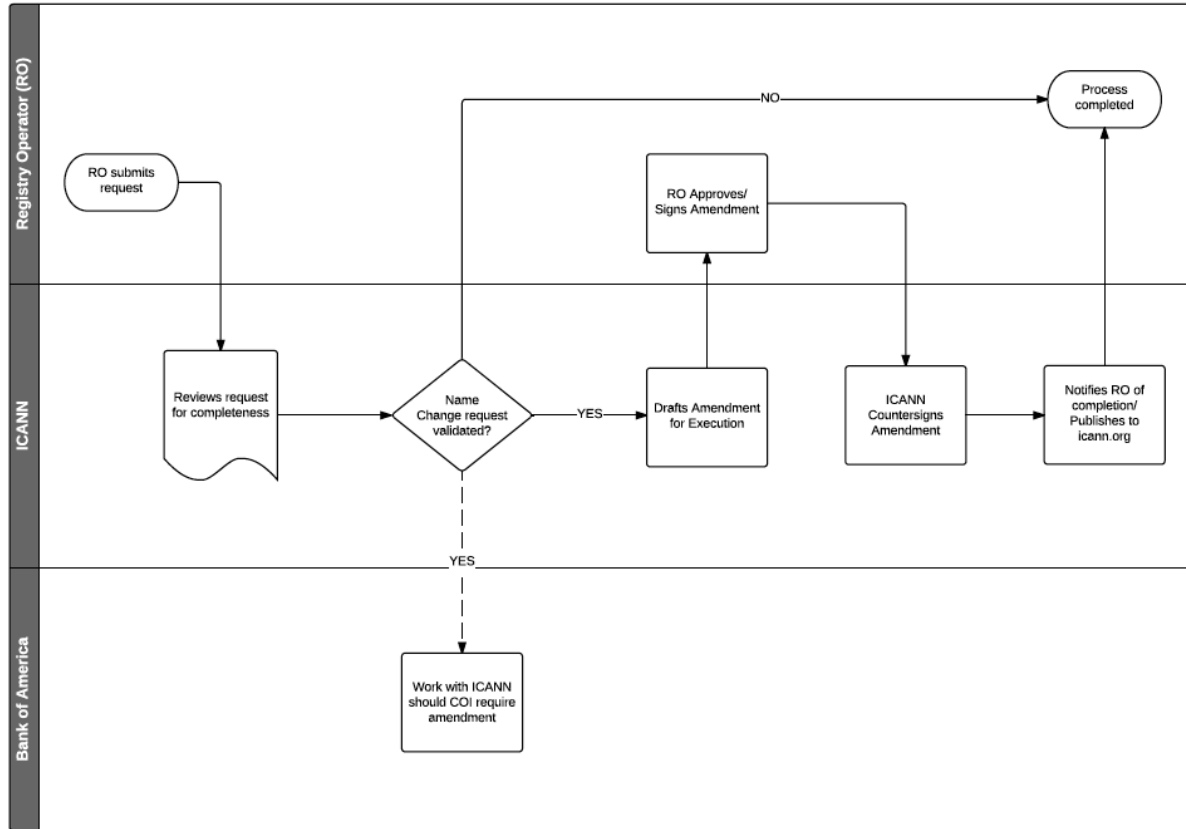 Registry Operator (RO)
RO submits
request
NO
Process
completed
RO Approves/
Signs Amendment
ICANN
Reviews request
for completeness
Name
Change request
validated?
YES
Drafts Amendment
for Execution
ICANN
Countersigns
Amendment
Notifies RO of
completion/
Publishes to
icann.org
YES
Bank of America
Work with ICANN
should COI require
amendment